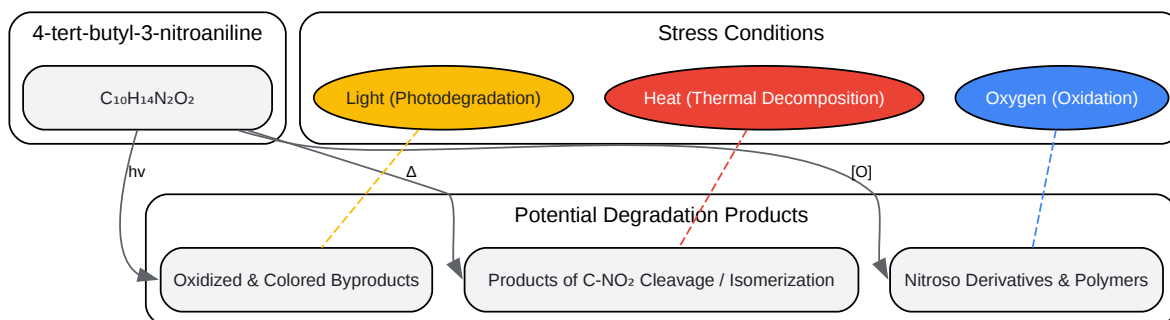 4-tert-butyl-3-nitroaniline
Stress Conditions
C₁₀H₁₄N₂O₂
Light (Photodegradation)
Heat (Thermal Decomposition)
Oxygen (Oxidation)
hv
Δ
[O]
Potential Degradation Products
Oxidized & Colored Byproducts
Products of C-NO₂ Cleavage / Isomerization
Nitroso Derivatives & Polymers